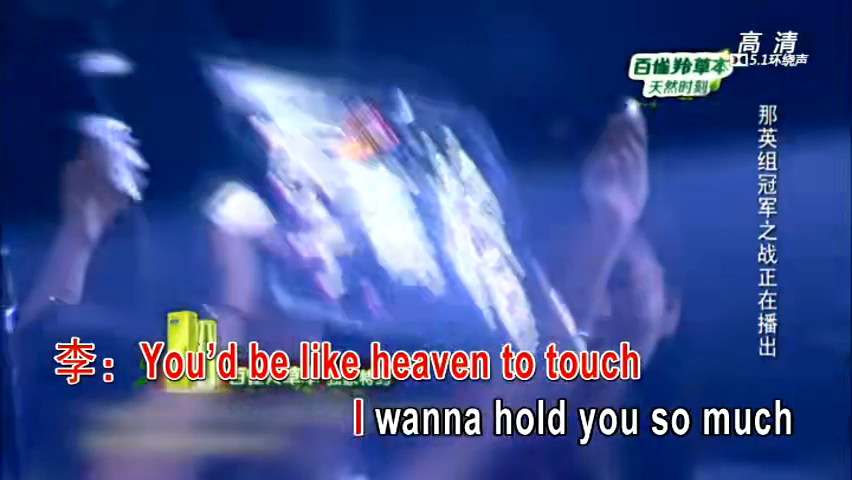 高清
5.1环绕声
百雀羚草本
天然时刻
那英组冠军之战正在播出
李：You'd be like heaven to touch
I wanna hold you so much